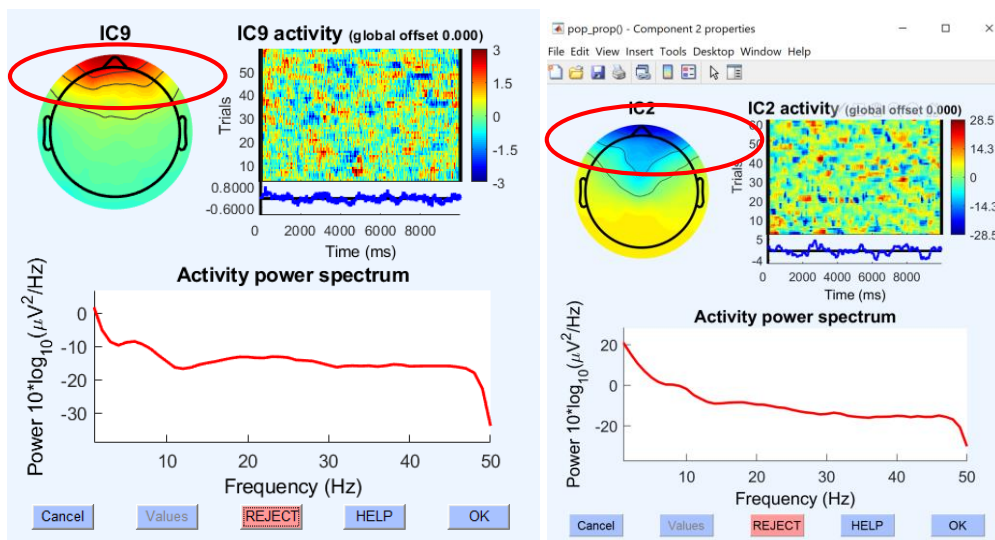 IC9
IC9 activity (global offset 0.000)
Trials
50
40
30
20
10
3
1.5
0
-1.5
-3
0.8000
-0.6000
0 2000 4000 6000 8000
Time (ms)
Activity power spectrum
Power 10*log10(μV2/Hz)
0
-10
-20
-30
10 20 30 40 50
Frequency (Hz)
Cancel Values REJECT HELP OK
pop_prop() - Component 2 properties
File Edit View Insert Tools Desktop Window Help
IC2
IC2 activity (global offset 0.000)
Trials
60
50
40
30
20
10
28.5
14.3
0
-14.3
-28.5
5
-4
0 2000 4000 6000 8000
Time (ms)
Activity power spectrum
Power 10*log10(μV2/Hz)
20
0
-20
10 20 30 40 50
Frequency (Hz)
Cancel Values REJECT HELP OK